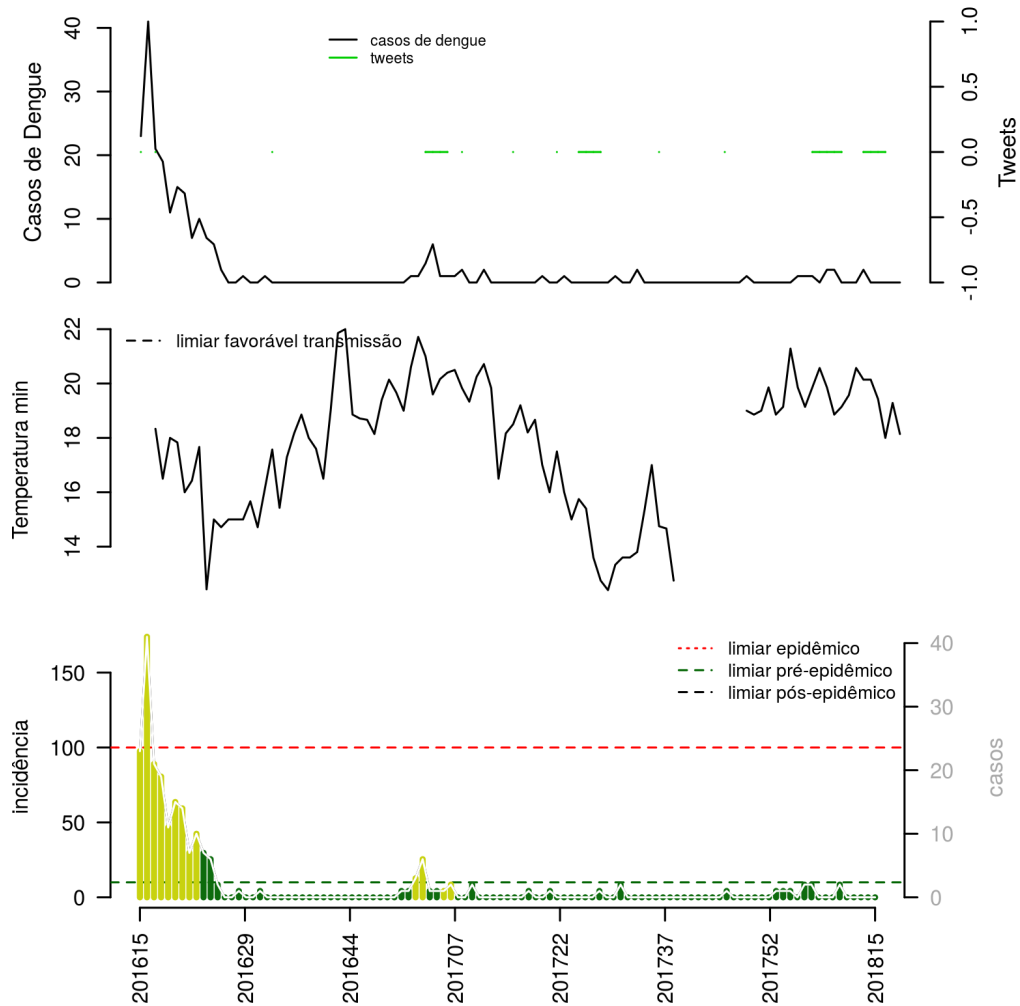 casos de dengue
tweets
Casos de Dengue
0
10
20
30
40
Tweets
-1.0
-0.5
0.0
0.5
1.0
limiar favorável transmissão
Temperatura min
14
16
18
20
22
limiar epidêmico
limiar pré-epidêmico
limiar pós-epidêmico
incidência
0
50
100
150
casos
0
10
20
30
40
201615
201629
201644
201707
201722
201737
201752
201815